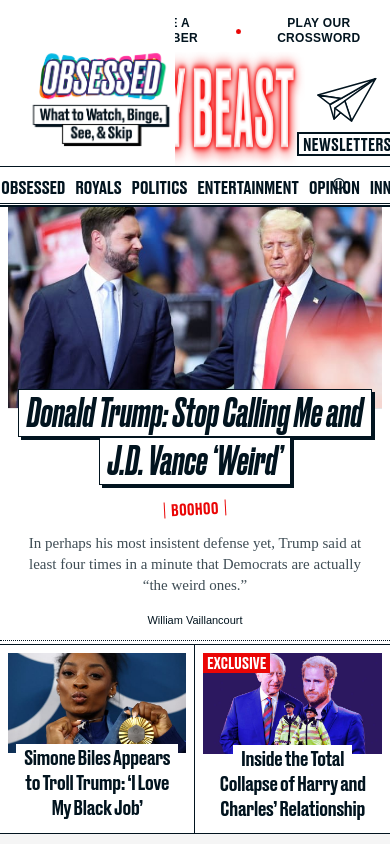 E A
BER
PLAY OUR
CROSSWORD
OBSESSED
What to Watch, Binge,
See, & Skip
Y BEAST
NEWSLETTERS
OBSESSED ROYALS POLITICS ENTERTAINMENT OPINION INN
Donald Trump: Stop Calling Me and
J.D. Vance ‘Weird’
BOOHOO
In perhaps his most insistent defense yet, Trump said at
least four times in a minute that Democrats are actually
“the weird ones.”
William Vaillancourt
Simone Biles Appears
to Troll Trump: ‘I Love
My Black Job’
EXCLUSIVE
Inside the Total
Collapse of Harry and
Charles’ Relationship